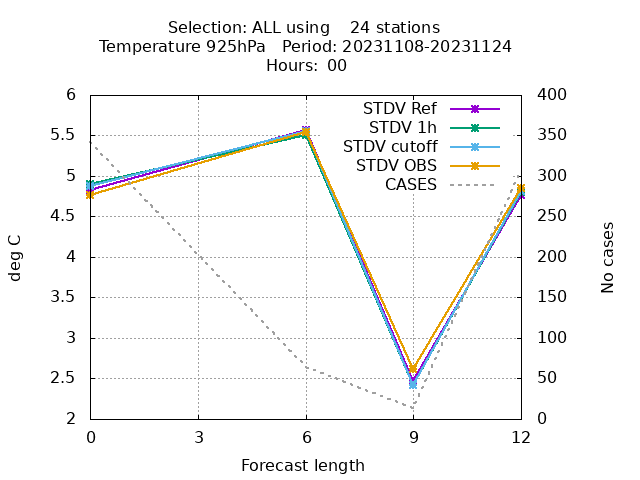 Selection: ALL using    24 stations
Temperature 925hPa   Period: 20231108-20231124
Hours:  00
6
5.5
5
4.5
4
3.5
3
2.5
2
400
350
300
250
200
150
100
50
0
STDV Ref
STDV 1h
STDV cutoff
STDV OBS
CASES
deg C
No cases
0
3
6
9
12
Forecast length